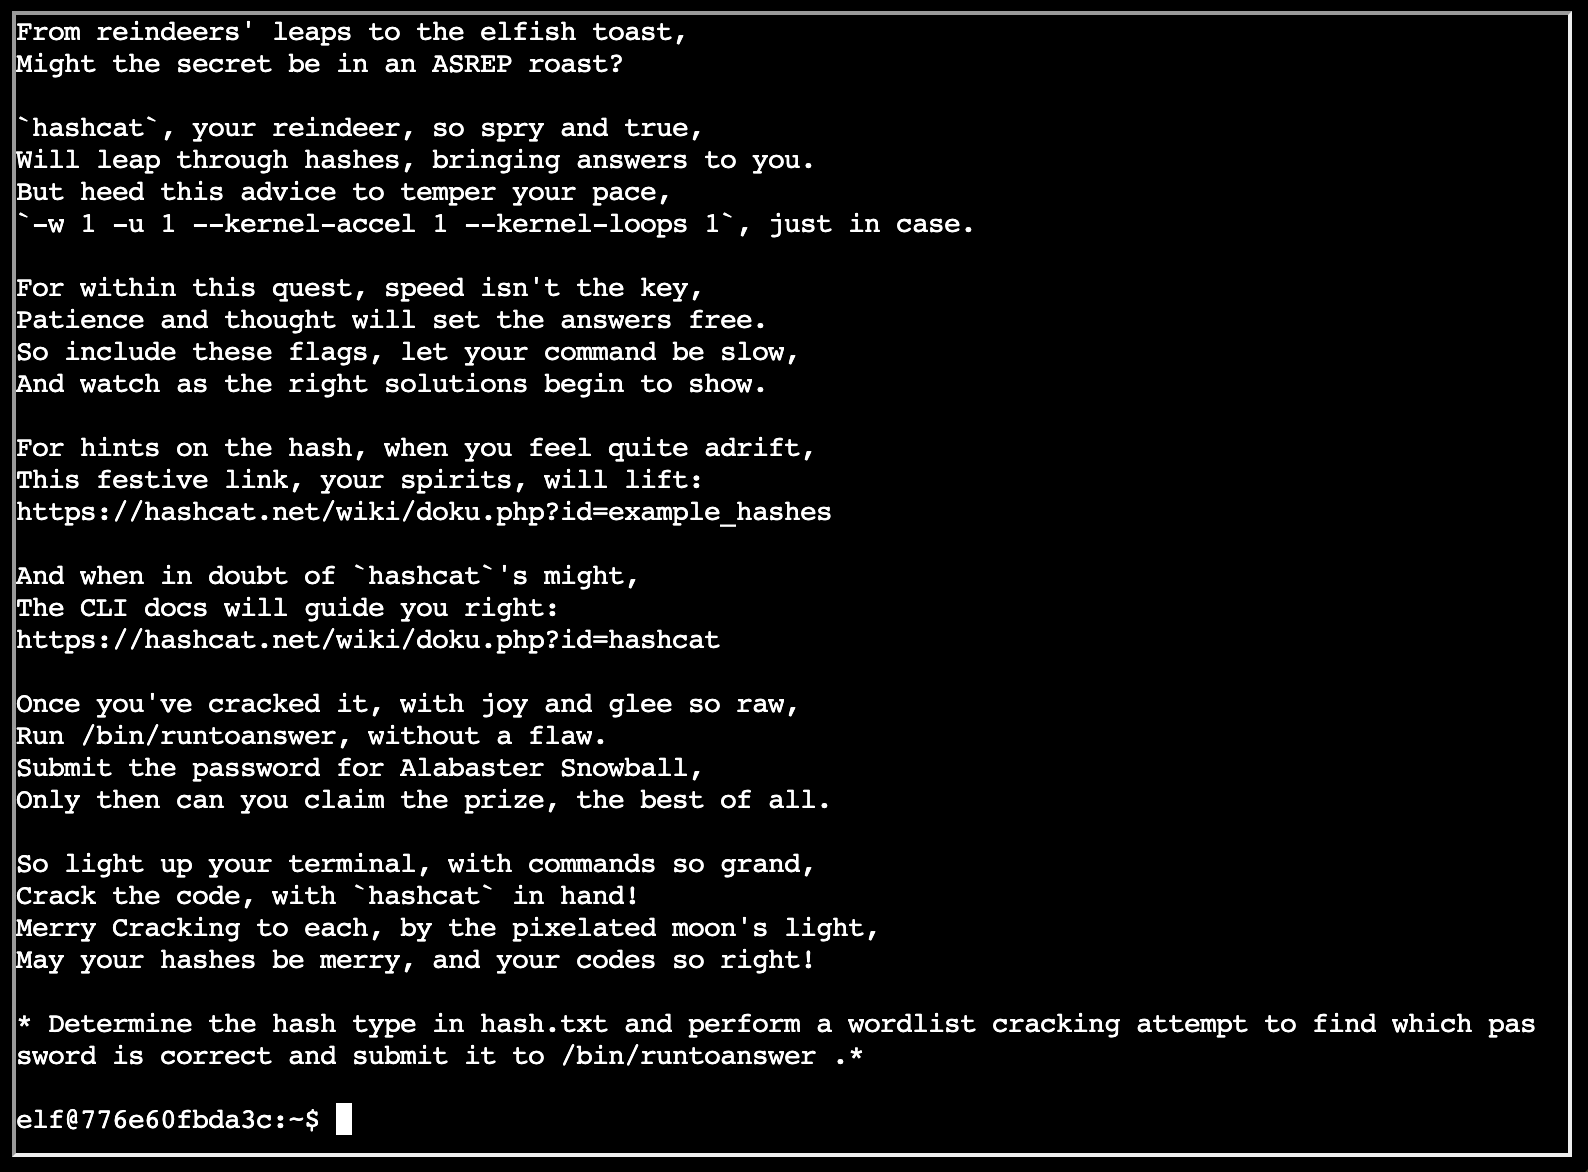 From reindeers' leaps to the elfish toast,
Might the secret be in an ASREP roast?

`hashcat`, your reindeer, so spry and true,
Will leap through hashes, bringing answers to you.
But heed this advice to temper your pace,
`-w 1 -u 1 --kernel-accel 1 --kernel-loops 1`, just in case.

For within this quest, speed isn't the key,
Patience and thought will set the answers free.
So include these flags, let your command be slow,
And watch as the right solutions begin to show.

For hints on the hash, when you feel quite adrift,
This festive link, your spirits, will lift:
https://hashcat.net/wiki/doku.php?id=example_hashes

And when in doubt of `hashcat`'s might,
The CLI docs will guide you right:
https://hashcat.net/wiki/doku.php?id=hashcat

Once you've cracked it, with joy and glee so raw,
Run /bin/runtoanswer, without a flaw.
Submit the password for Alabaster Snowball,
Only then can you claim the prize, the best of all.

So light up your terminal, with commands so grand,
Crack the code, with `hashcat` in hand!
Merry Cracking to each, by the pixelated moon's light,
May your hashes be merry, and your codes so right!

* Determine the hash type in hash.txt and perform a wordlist cracking attempt to find which pas
sword is correct and submit it to /bin/runtoanswer .*

elf@776e60fbda3c:~$